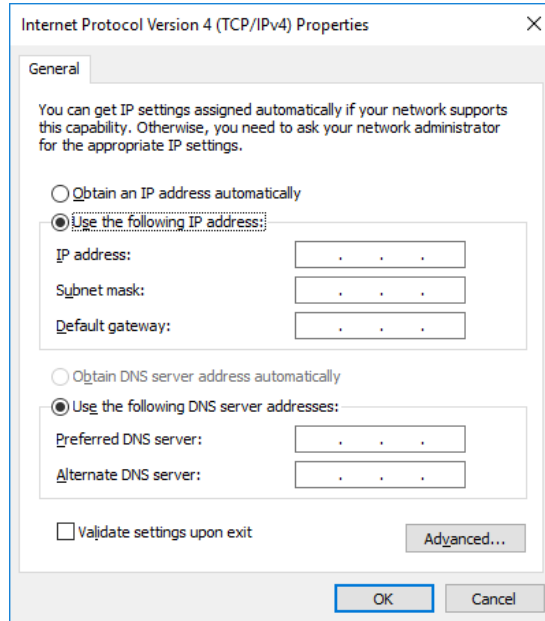 Internet Protocol Version 4 (TCP/IPv4) Properties
General
You can get IP settings assigned automatically if your network supports
this capability. Otherwise, you need to ask your network administrator
for the appropriate IP settings.
Obtain an IP address automatically
Use the following IP address:
IP address:
Subnet mask:
Default gateway:
Obtain DNS server address automatically
Use the following DNS server addresses:
Preferred DNS server:
Alternate DNS server:
Validate settings upon exit
Advanced...
OK
Cancel